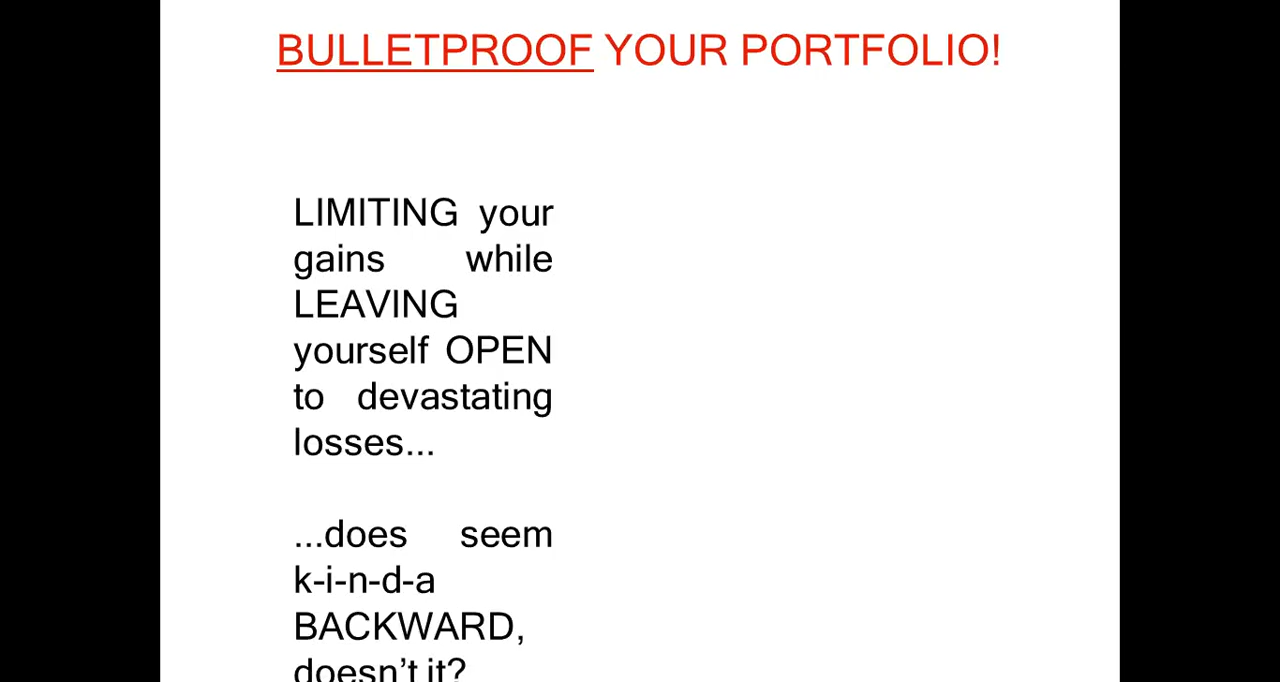 BULLETPROOF YOUR PORTFOLIO!
LIMITING your
gains while
LEAVING
yourself OPEN
to devastating
losses...
...does seem
k-i-n-d-a
BACKWARD,
doesn’t it?